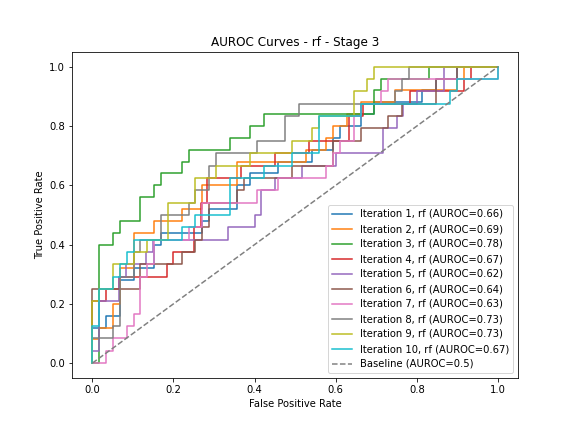 AUROC Curves - rf - Stage 3
True Positive Rate
1.0
0.8
0.6
0.4
0.2
0.0
Iteration 1, rf (AUROC=0.66)
Iteration 2, rf (AUROC=0.69)
Iteration 3, rf (AUROC=0.78)
Iteration 4, rf (AUROC=0.67)
Iteration 5, rf (AUROC=0.62)
Iteration 6, rf (AUROC=0.64)
Iteration 7, rf (AUROC=0.63)
Iteration 8, rf (AUROC=0.73)
Iteration 9, rf (AUROC=0.73)
Iteration 10, rf (AUROC=0.67)
Baseline (AUROC=0.5)
0.0 0.2 0.4 0.6 0.8 1.0
False Positive Rate